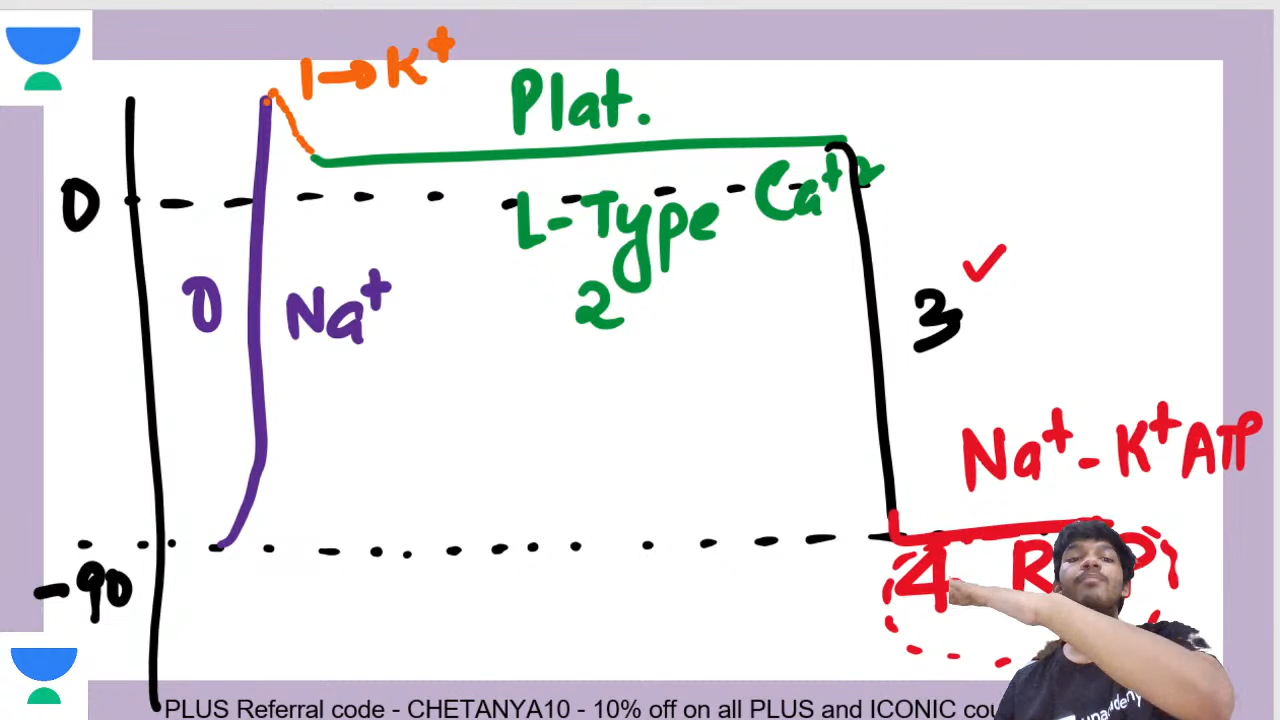 1→K+
Plat.
0
L-Type Ca+2
2
0 Na+
3 ✓
Na+-K+ATP
-90
4
PLUS Referral code - CHETANYA10 - 10% off on all PLUS and ICONIC